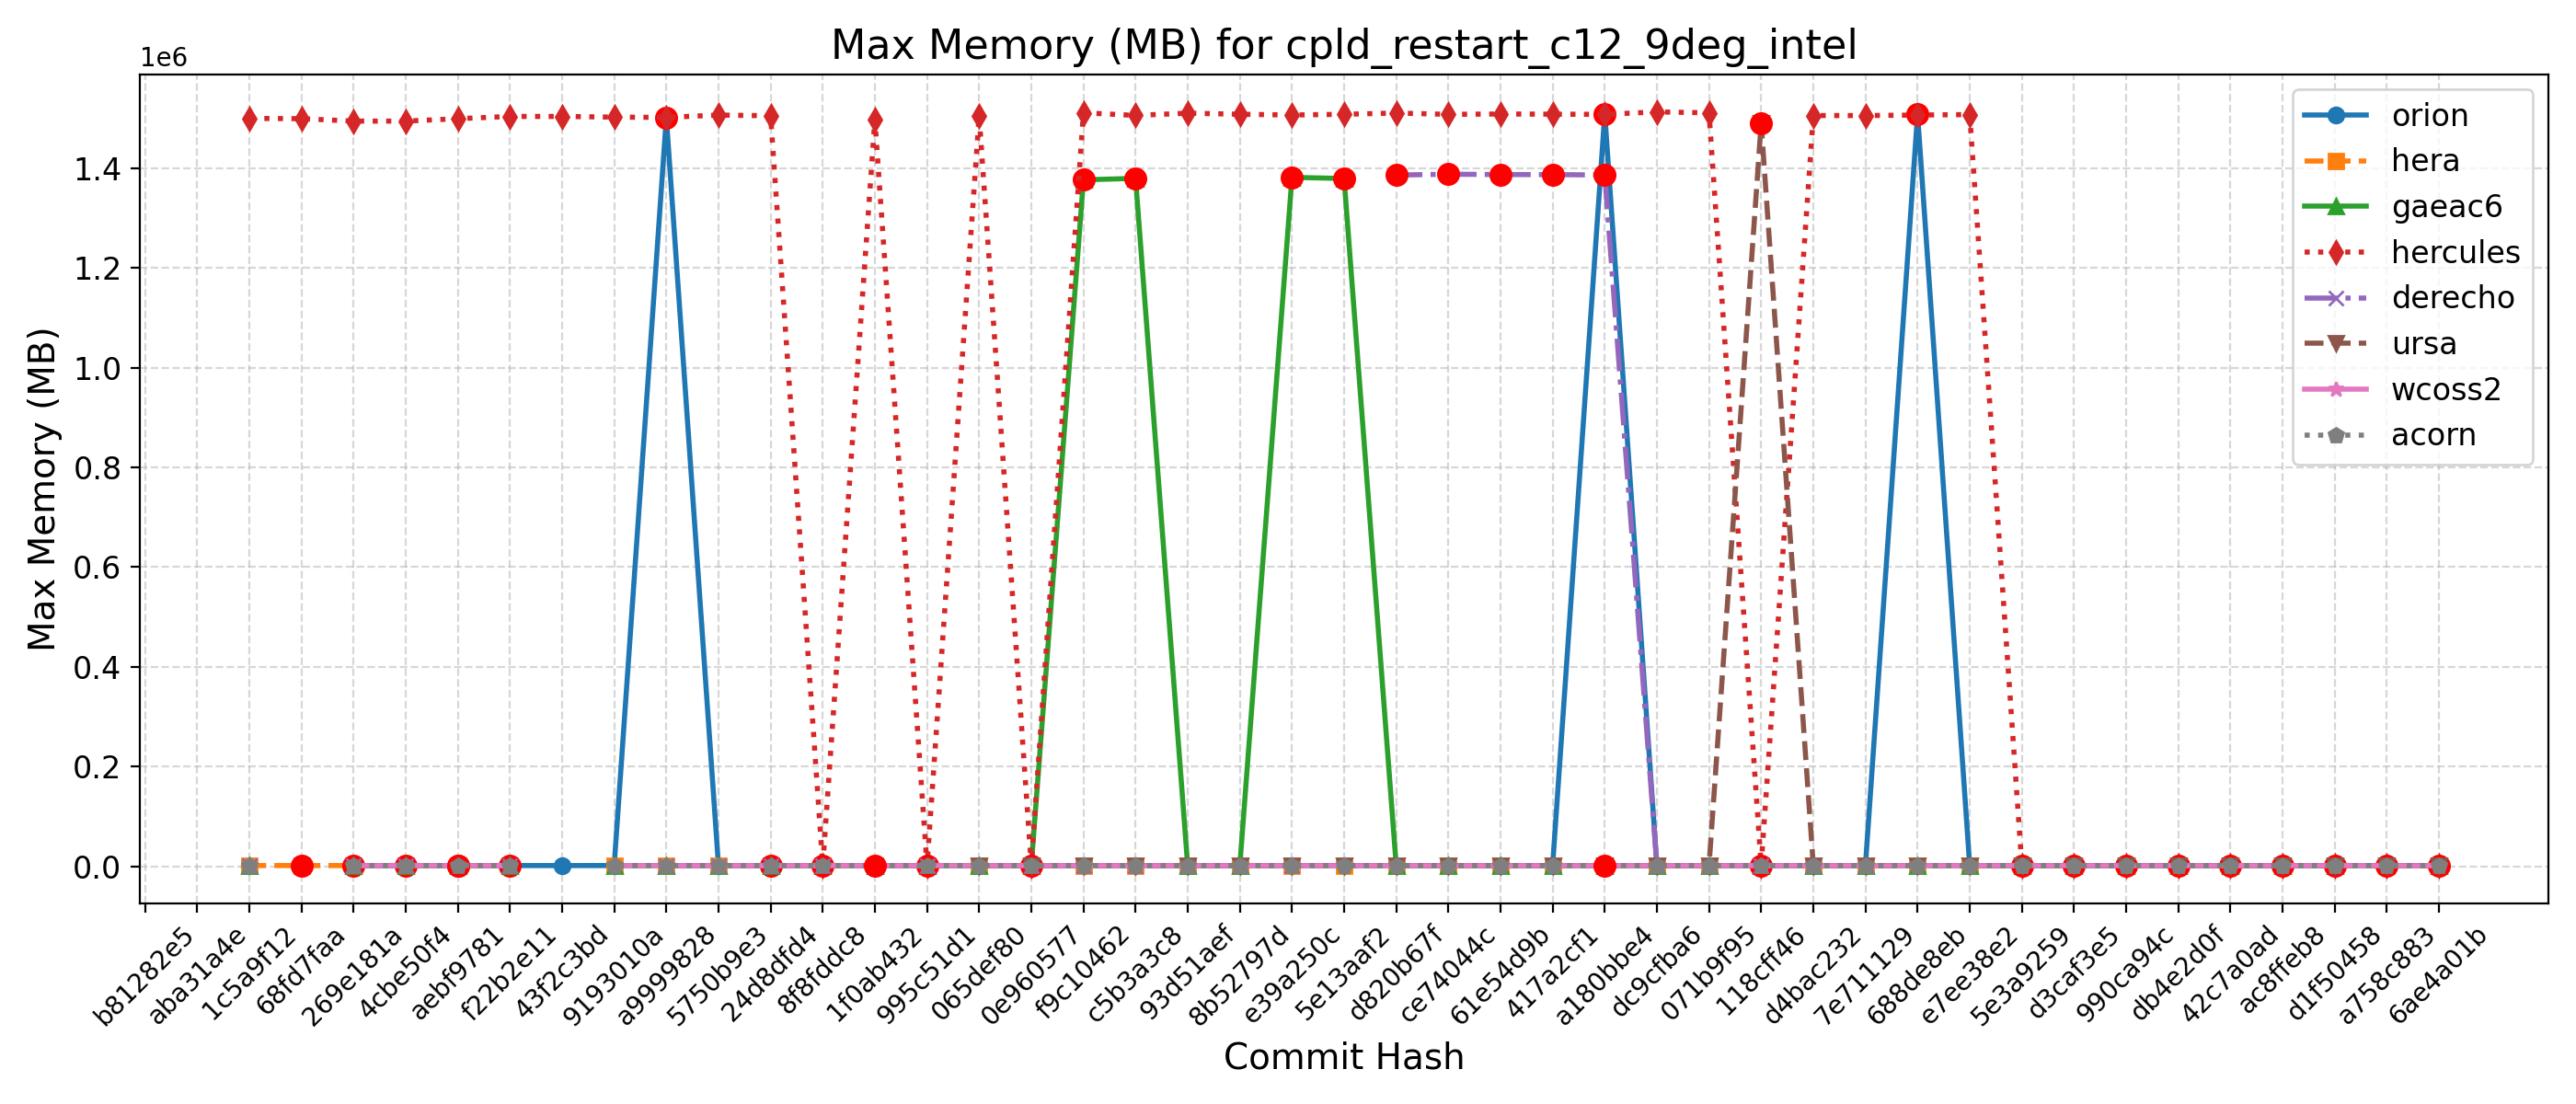 Max Memory (MB) for cpld_restart_c12_9deg_intel
1e6
1.4
1.2
1.0
0.8
0.6
0.4
0.2
0.0
Max Memory (MB)
orion
hera
gaeac6
hercules
derecho
ursa
wcoss2
acorn
b81282e5
aba31a4e
1c5a9f12
68fd7faa
269e181a
4cbe50f4
aebf9781
f22b2e11
43f2c3bd
9193010a
a9999828
5750b9e3
24d8dfd4
8f8fddc8
1f0ab432
995c51d1
065def80
0e960577
f9c10462
c5b3a3c8
93d51aef
8b52797d
e39a250c
5e13aaf2
d820b67f
ce74044c
61e54d9b
417a2cf1
a180bbe4
dc9cfba6
071b9f95
118cff46
d4bac232
7e711129
688de8eb
e7ee38e2
5e3a9259
d3caf3e5
990ca94c
db4e2d0f
42c7a0ad
ac8ffeb8
d1f50458
a758c883
6ae4a01b
Commit Hash